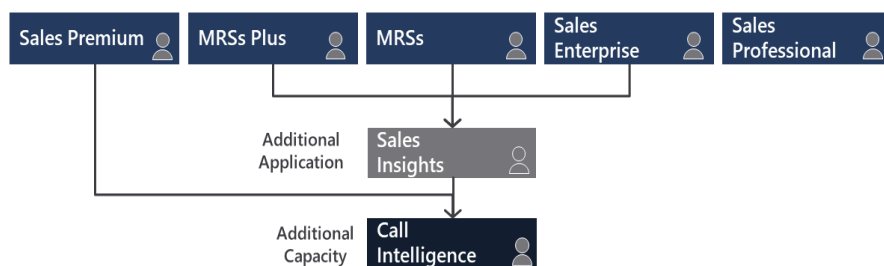 Sales Premium
MRSs Plus
MRSs
Sales
Enterprise
Sales
Professional
Additional
Application
Sales
Insights
Additional
Capacity
Call
Intelligence